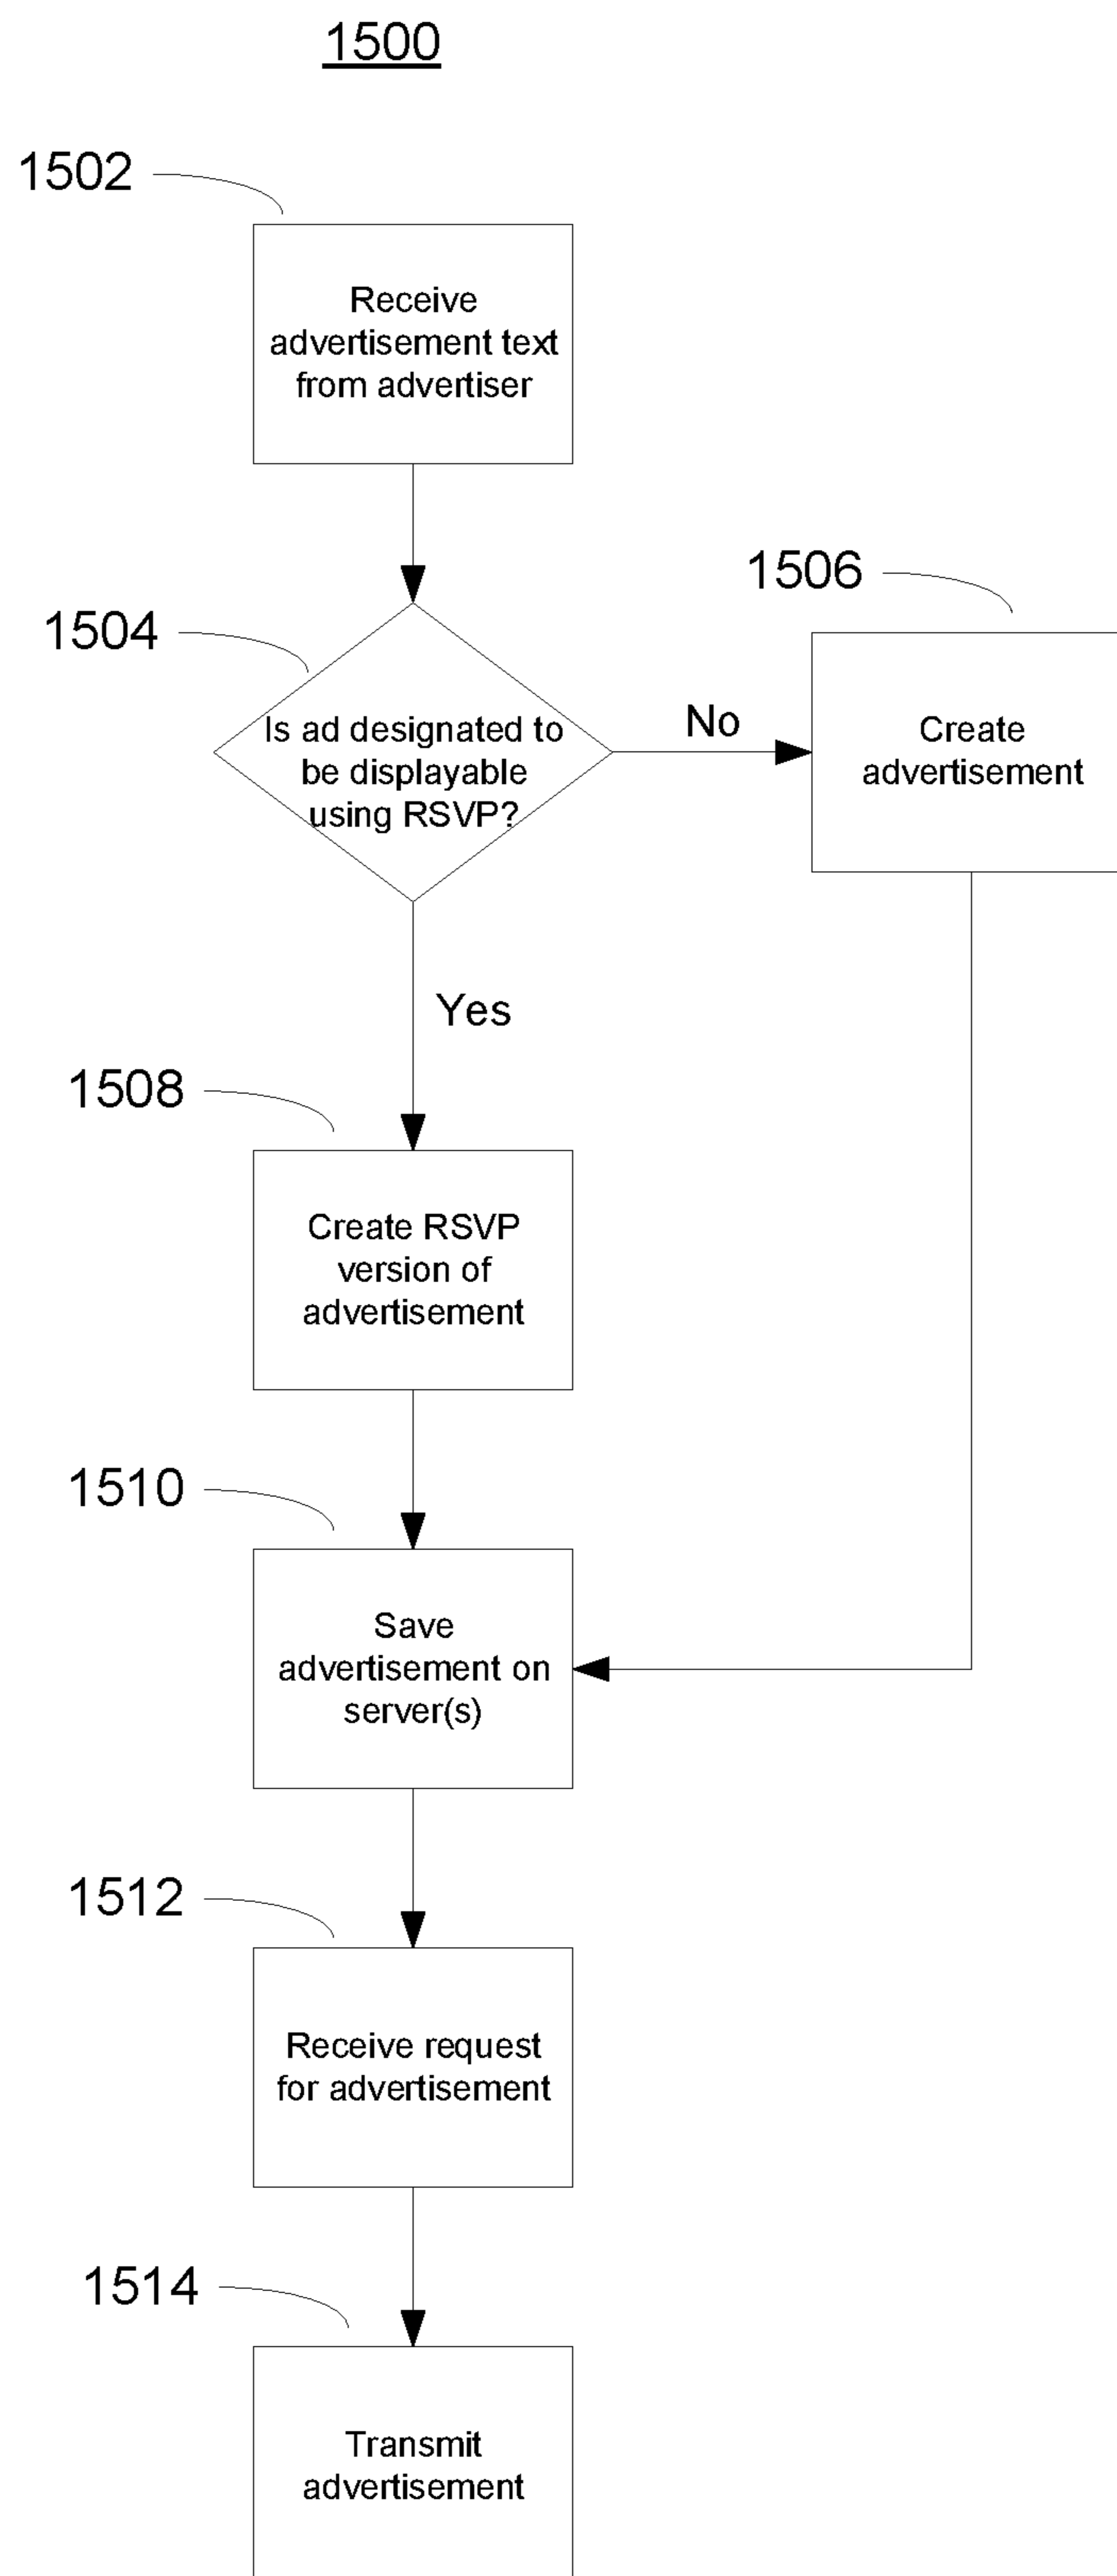 1500
1502
Receive
advertisement text
from advertiser
1504
Is ad designated to
be displayable
using RSVP?
No
1506
Create
advertisement
Yes
1508
Create RSVP
version of
advertisement
1510
Save
advertisement on
server(s)
1512
Receive request
for advertisement
1514
Transmit
advertisement